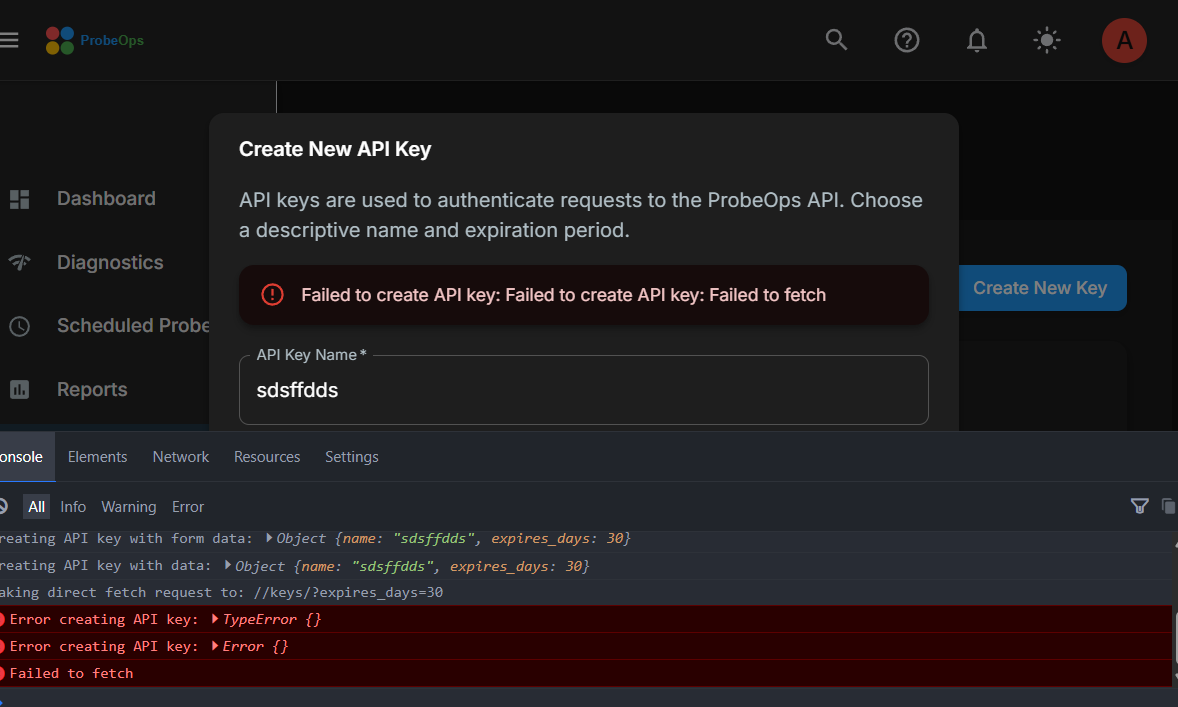 ProbeOps
A
Create New API Key
API keys are used to authenticate requests to the ProbeOps API. Choose
a descriptive name and expiration period.
Dashboard
Diagnostics
Failed to create API key: Failed to create API key: Failed to fetch
Create New Key
Scheduled Probe
API Key Name *
sdsffdds
Reports
onsole Elements Network Resources Settings
All Info Warning Error
reating API key with form data: Object {name: "sdsffdds", expires_days: 30}
reating API key with data: Object {name: "sdsffdds", expires_days: 30}
aking direct fetch request to: //keys/?expires_days=30
Error creating API key: TypeError {}
Error creating API key: Error {}
Failed to fetch